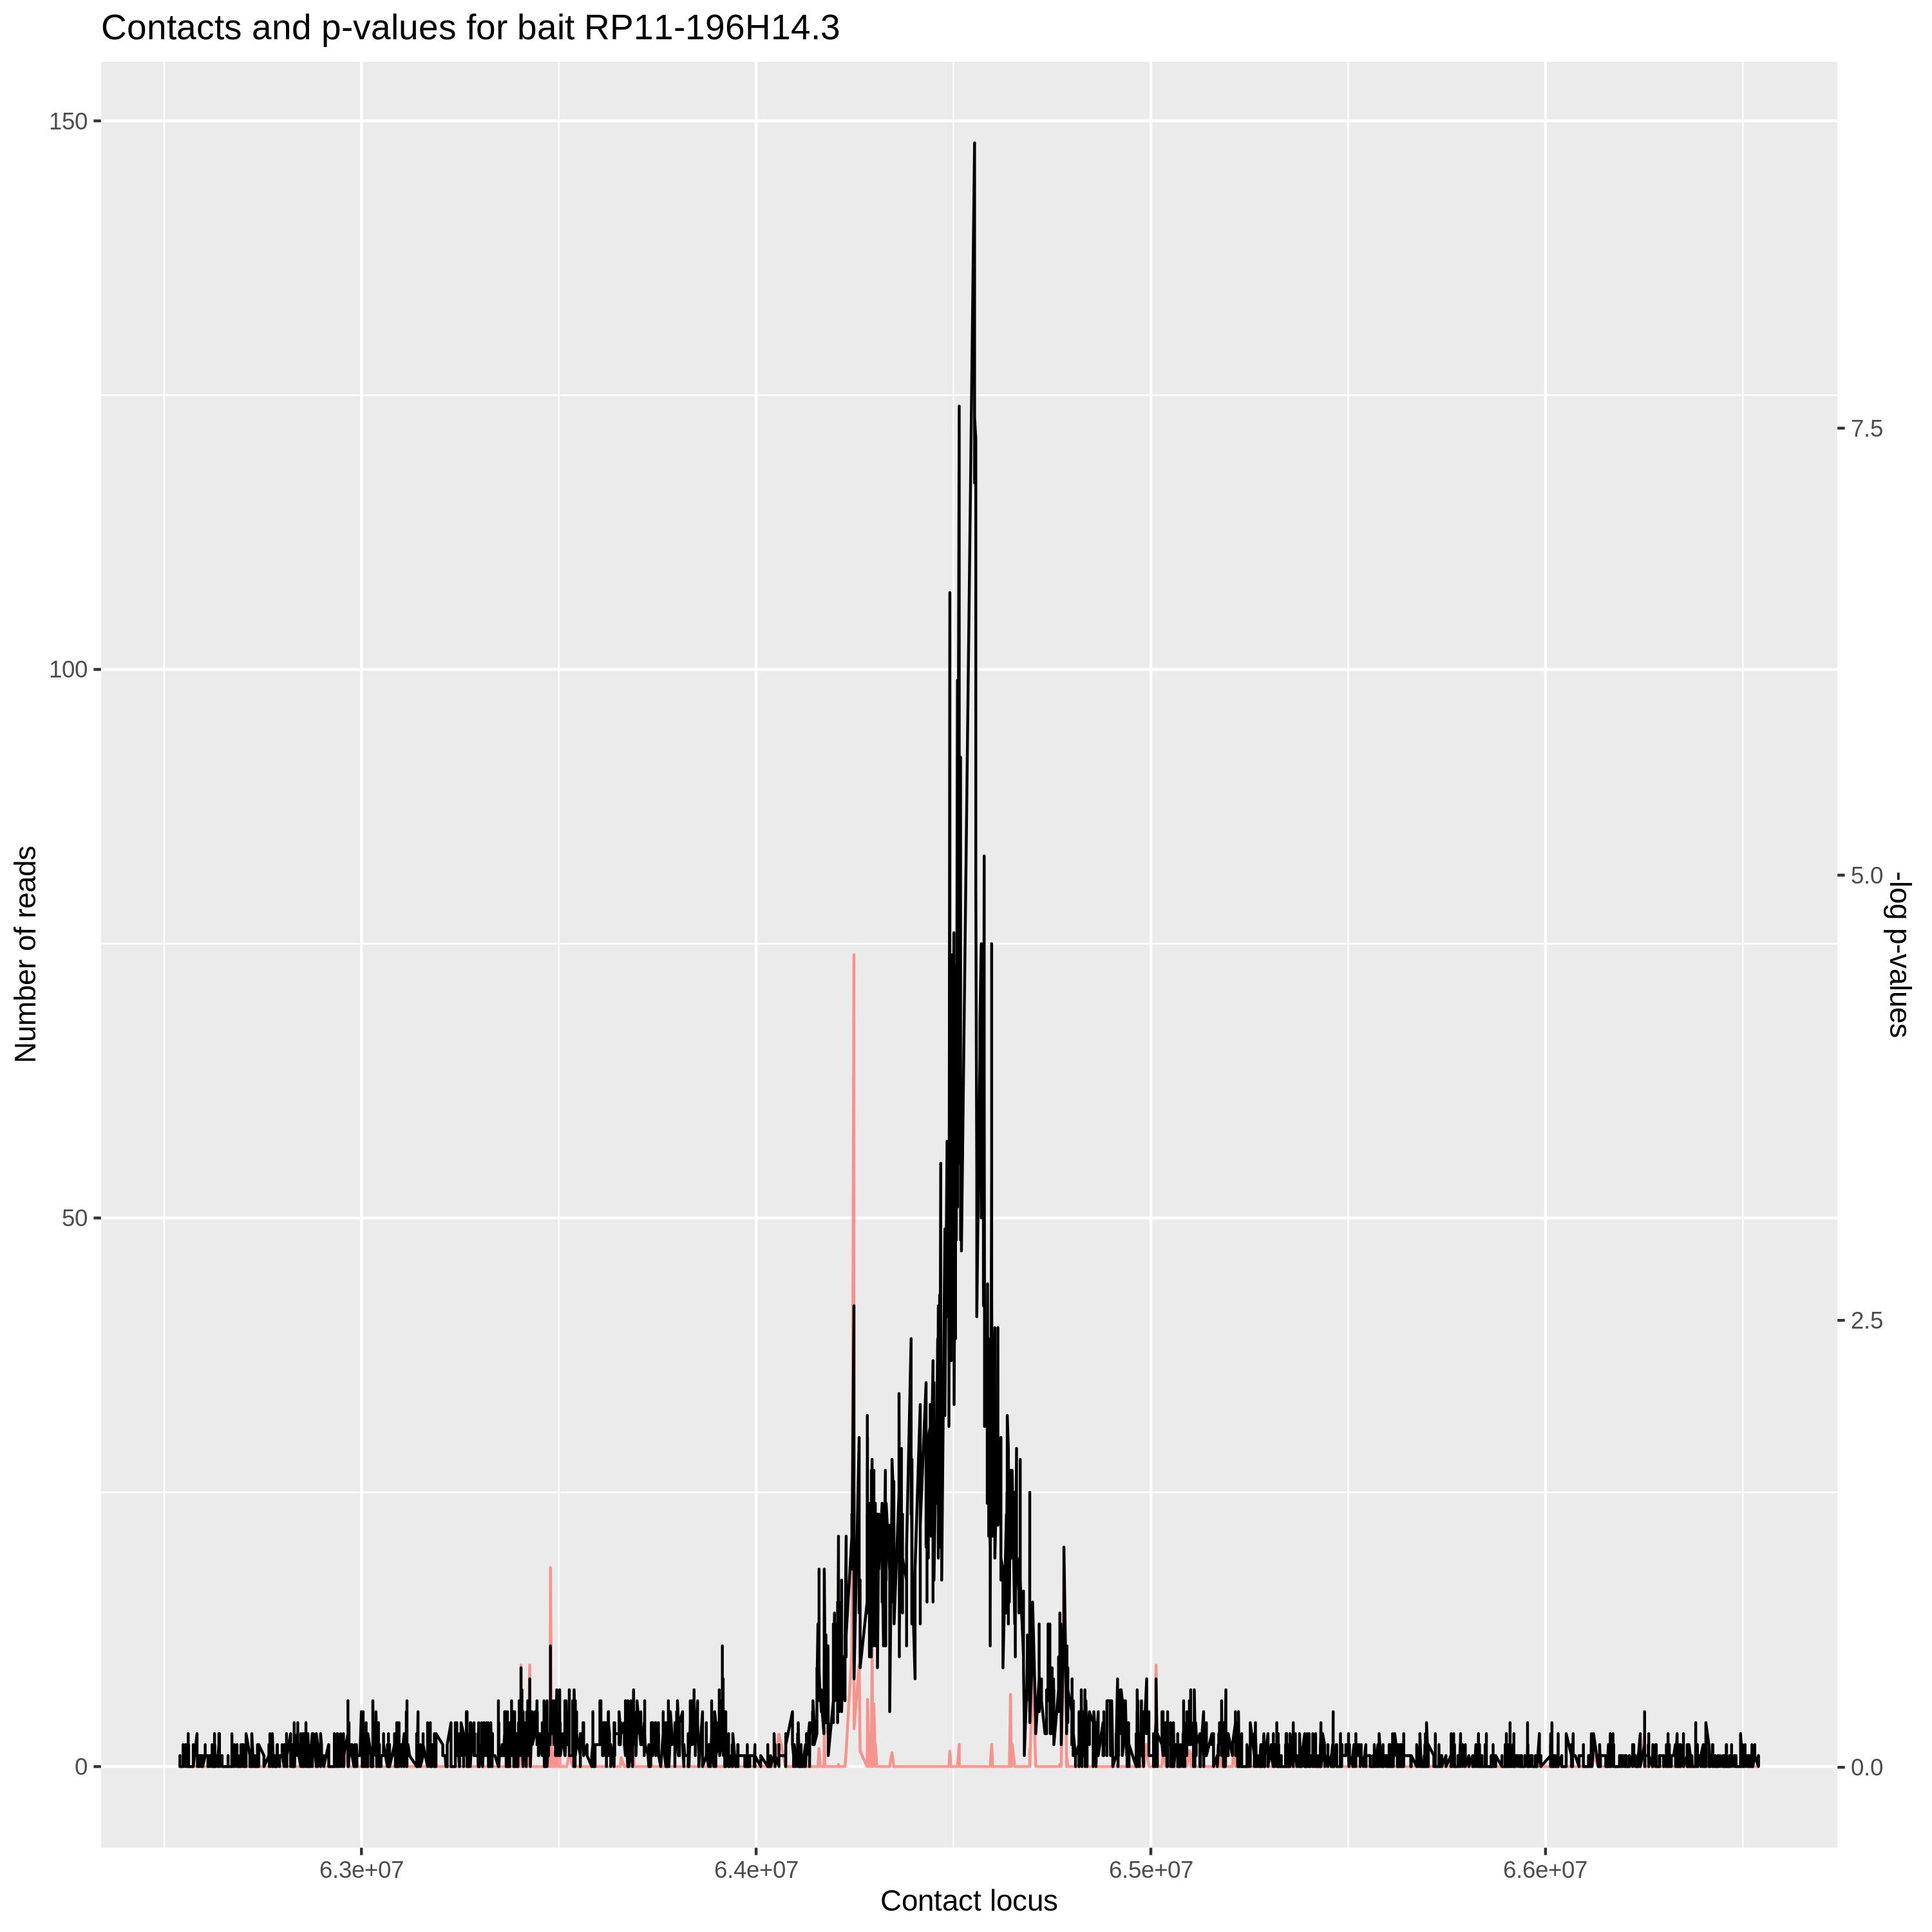 Contacts and p-values for bait RP11-196H14.3
150
100
50
0
Number of reads
7.5
5.0
2.5
0.0
-log p-values
6.3e+07
6.4e+07
6.5e+07
6.6e+07
Contact locus